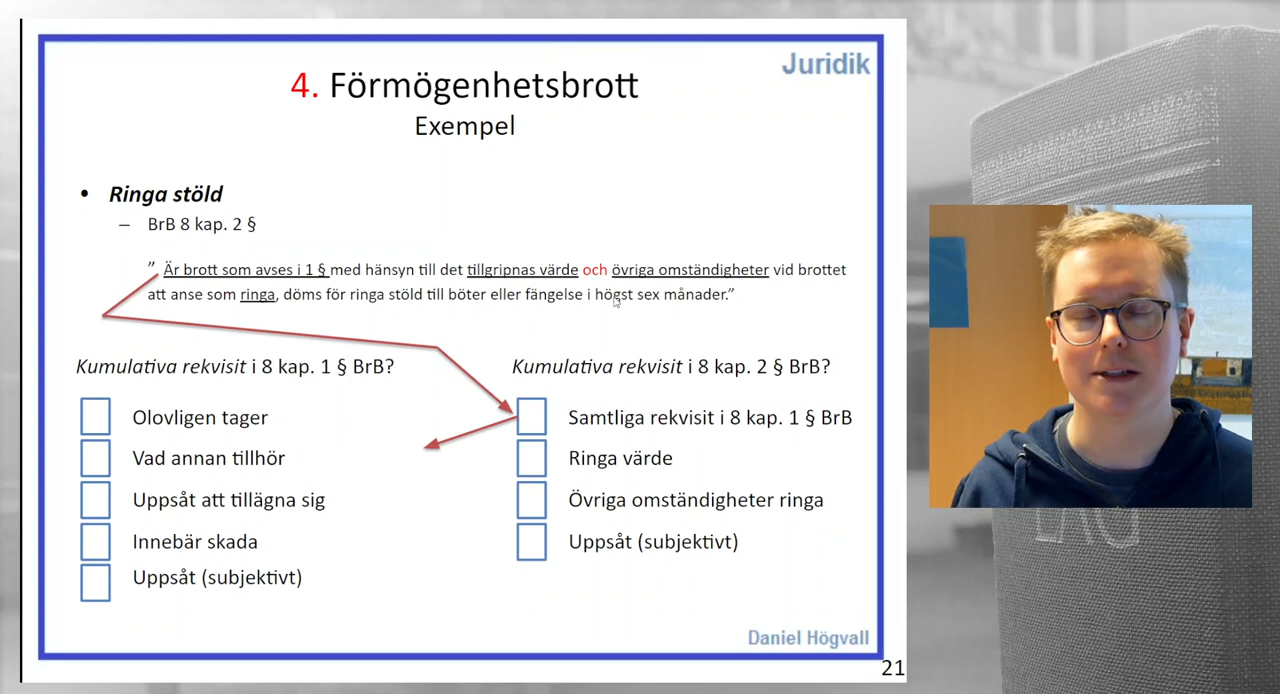 Juridik
4. Förmögenhetsbrott
Exempel
• Ringa stöld
– BrB 8 kap. 2 §
” Är brott som avses i 1 § med hänsyn till det tillgripnas värde och övriga omständigheter vid brottet
att anse som ringa, döms för ringa stöld till böter eller fängelse i högst sex månader.”
Kumulativa rekvisit i 8 kap. 1 § BrB?
Olovligen tager
Vad annan tillhör
Uppsåt att tillägna sig
Innebär skada
Uppsåt (subjektivt)
Kumulativa rekvisit i 8 kap. 2 § BrB?
Samtliga rekvisit i 8 kap. 1 § BrB
Ringa värde
Övriga omständigheter ringa
Uppsåt (subjektivt)
Daniel Högvall
21